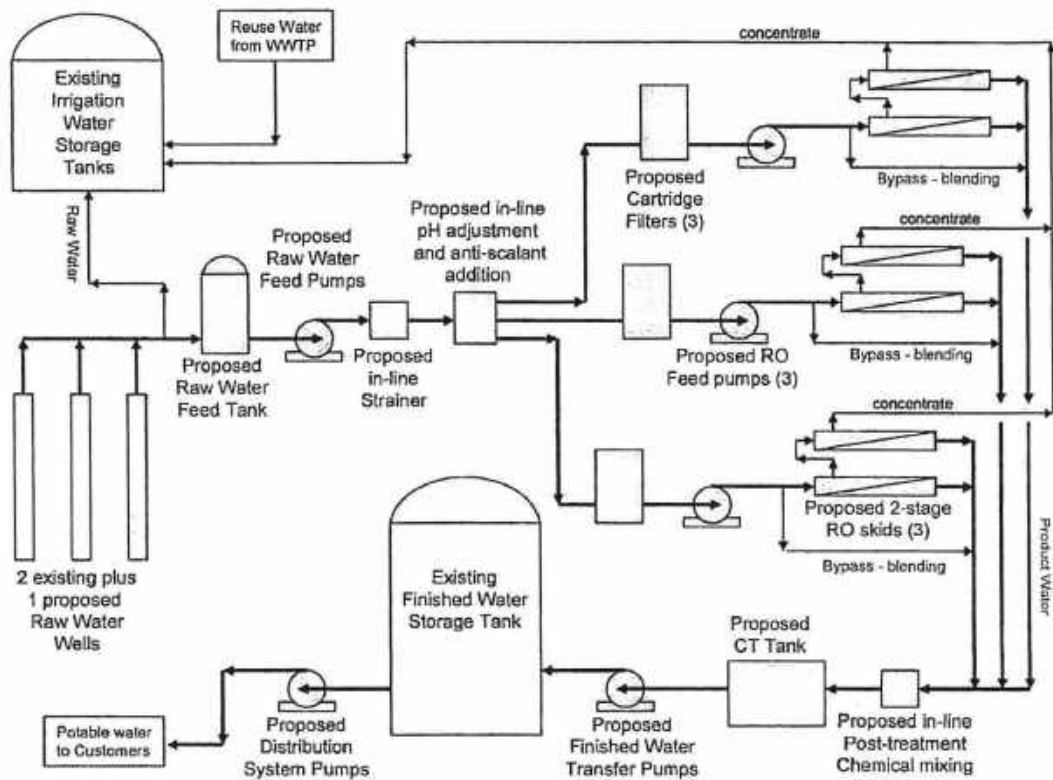 Reuse Water
from WWTP
concentrate
Existing
Irrigation
Water
Storage
Tanks
Raw Water
Proposed
Cartridge
Filters (3)
Bypass - blending
Proposed in-line
pH adjustment
and anti-scalant
addition
Proposed
Raw Water
Feed Pumps
concentrate
Proposed
Raw Water
Feed Tank
Proposed
in-line
Strainer
Proposed RO
Feed pumps (3)
Bypass - blending
concentrate
2 existing plus
1 proposed
Raw Water
Wells
Existing
Finished Water
Storage Tank
Proposed 2-stage
RO skids (3)
Bypass - blending
Product Water
Proposed
CT Tank
Potable water
to Customers
Proposed
Distribution
System Pumps
Proposed
Finished Water
Transfer Pumps
Proposed in-line
Post-treatment
Chemical mixing